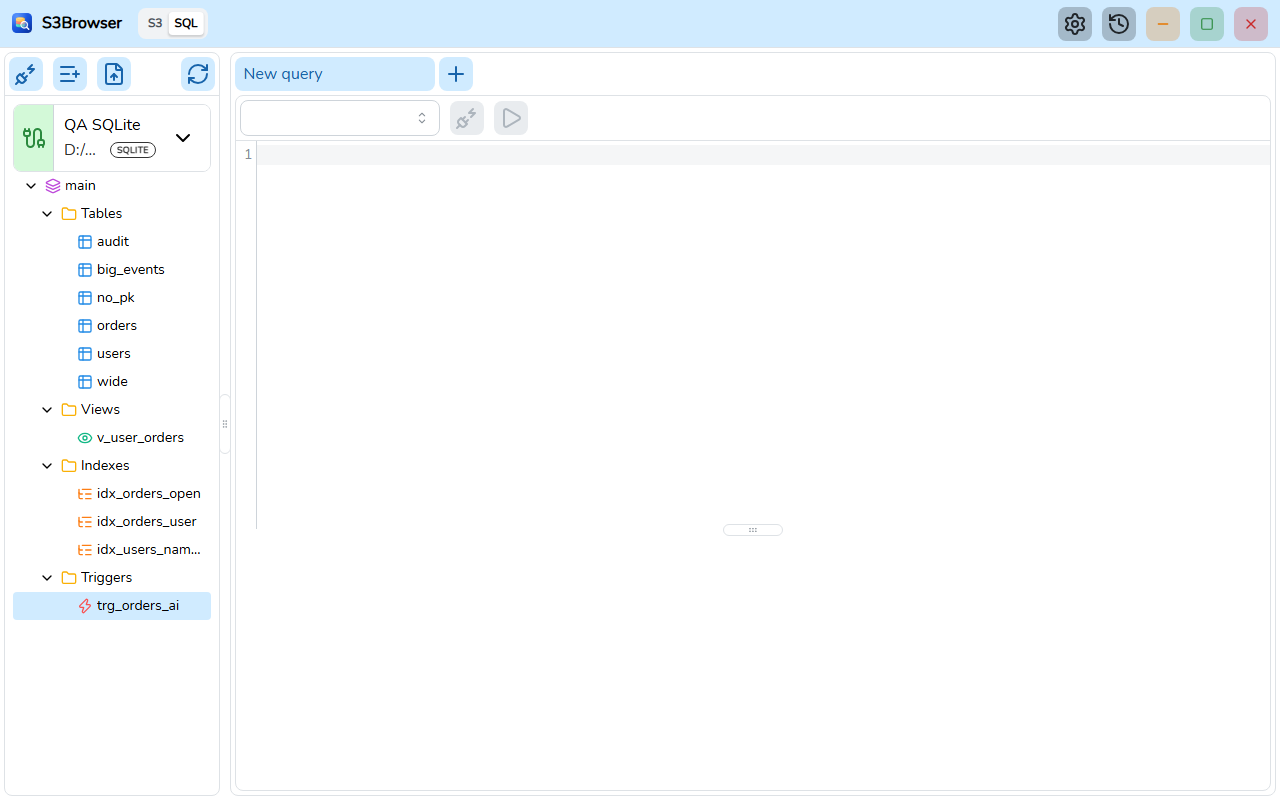 S3Browser
S3 SQL
New query
QA SQLite
D:/... SQLITE
1
main
Tables
audit
big_events
no_pk
orders
users
wide
Views
v_user_orders
Indexes
idx_orders_open
idx_orders_user
idx_users_nam...
Triggers
trg_orders_ai